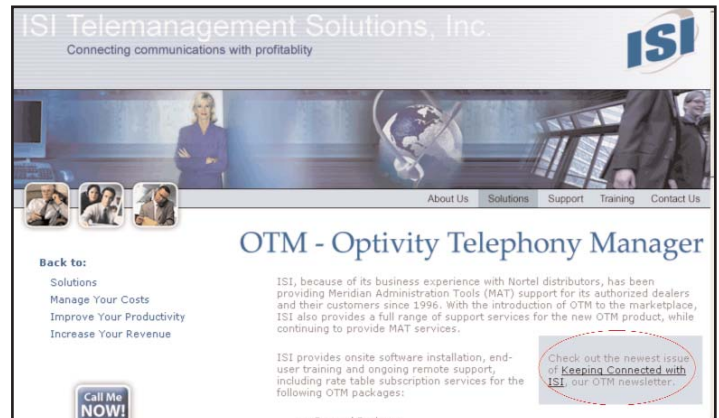 ISI Telemanagement Solutions, Inc.
Connecting communications with profitablity
ISI
About Us Solutions Support Training Contact Us
OTM - Optivity Telephony Manager
Back to:
Solutions
Manage Your Costs
Improve Your Productivity
Increase Your Revenue
Call Me
NOW!
ISI, because of its business experience with Nortel distributors, has been
providing Meridian Administration Tools (MAT) support for its authorized dealers
and their customers since 1996. With the introduction of OTM to the marketplace,
ISI also provides a full range of support services for the new OTM product, while
continuing to provide MAT services.
ISI provides onsite software installation, end-
user training and ongoing remote support,
including rate table subscription services for the
following OTM packages:
Check out the newest issue
of Keeping Connected with
ISI, our OTM newsletter.